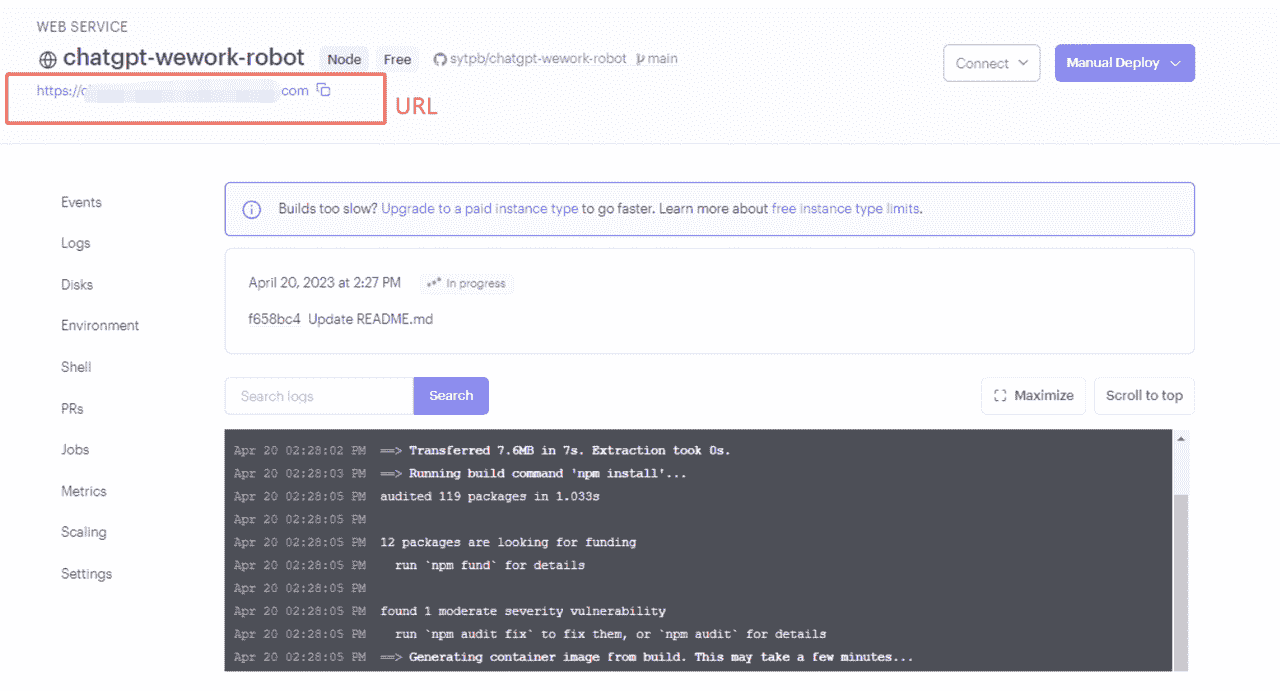 WEB SERVICE
chatgpt-wework-robot Node Free sytpb/chatgpt-wework-robot main
Connect
Manual Deploy
https://c com
URL
Events
Logs
Disks
Environment
Shell
PRs
Jobs
Metrics
Scaling
Settings
Builds too slow? Upgrade to a paid instance type to go faster. Learn more about free instance type limits.
April 20, 2023 at 2:27 PM In progress
f658bc4 Update README.md
Search logs Search
Maximize
Scroll to top
Apr 20 02:28:02 PM ==> Transferred 7.6MB in 7s. Extraction took 0s.
Apr 20 02:28:03 PM ==> Running build command 'npm install'...
Apr 20 02:28:05 PM audited 119 packages in 1.033s
Apr 20 02:28:05 PM
Apr 20 02:28:05 PM 12 packages are looking for funding
Apr 20 02:28:05 PM run `npm fund` for details
Apr 20 02:28:05 PM
Apr 20 02:28:05 PM found 1 moderate severity vulnerability
Apr 20 02:28:05 PM run `npm audit fix` to fix them, or `npm audit` for details
Apr 20 02:28:05 PM ==> Generating container image from build. This may take a few minutes...